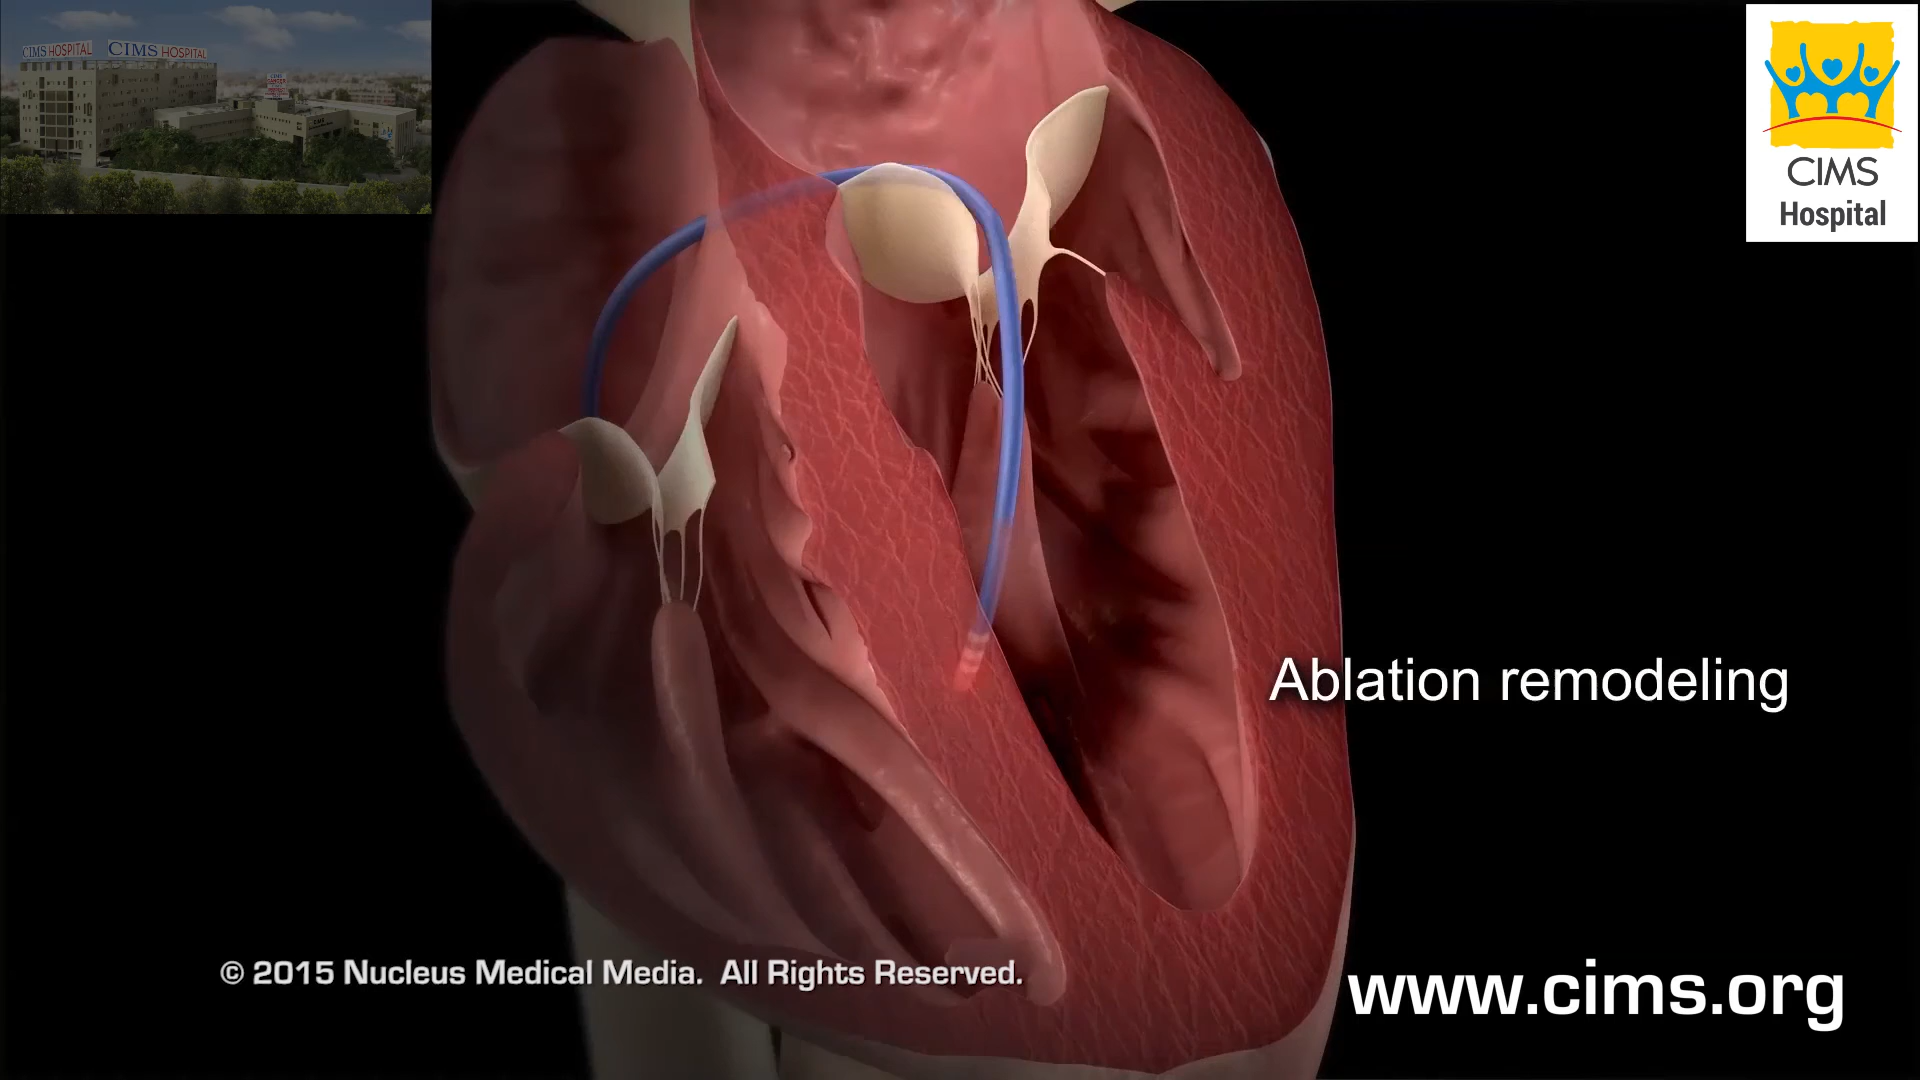 CIMS HOSPITAL CIMS HOSPITAL
CIMS
Hospital
Ablation remodeling
© 2015 Nucleus Medical Media. All Rights Reserved.
www.cims.org